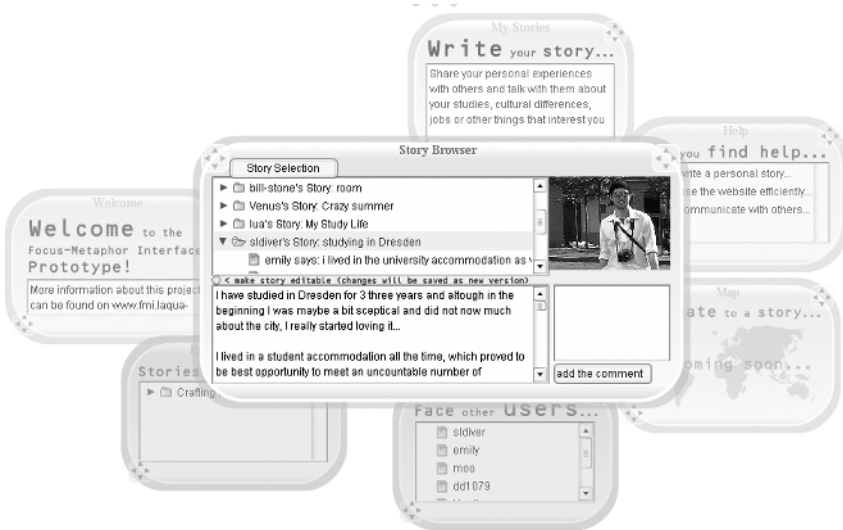 My Stories
Write your story...
Share your personal experiences
with others and talk with them about
your studies, cultural differences,
jobs or other things that interest you
Help
you find help...
write a personal story...
use the website efficiently...
communicate with others...
Story Browser
Story Selection
bill-stone's Story: room
Venus's Story: Crazy summer
lua's Story: My Study Life
sldiver's Story: studying in Dresden
emily says: i lived in the university accommodation as
< make story editable (changes will be saved as new version)
I have studied in Dresden for 3 three years and altough in the
beginning I was maybe a bit sceptical and did not now much
about the city, I really started loving it...
I lived in a student accommodation all the time, which proved to
be best opportunity to meet an uncountable number of
add the comment
Welcome
Welcome to the
Focus-Metaphor Interface
Prototype!
More information about this project
can be found on www.fmi.laqua-
Map
ate to a story...
oming soon...
Stories
Crafting
Face other users...
sldiver
emily
moo
dd1079